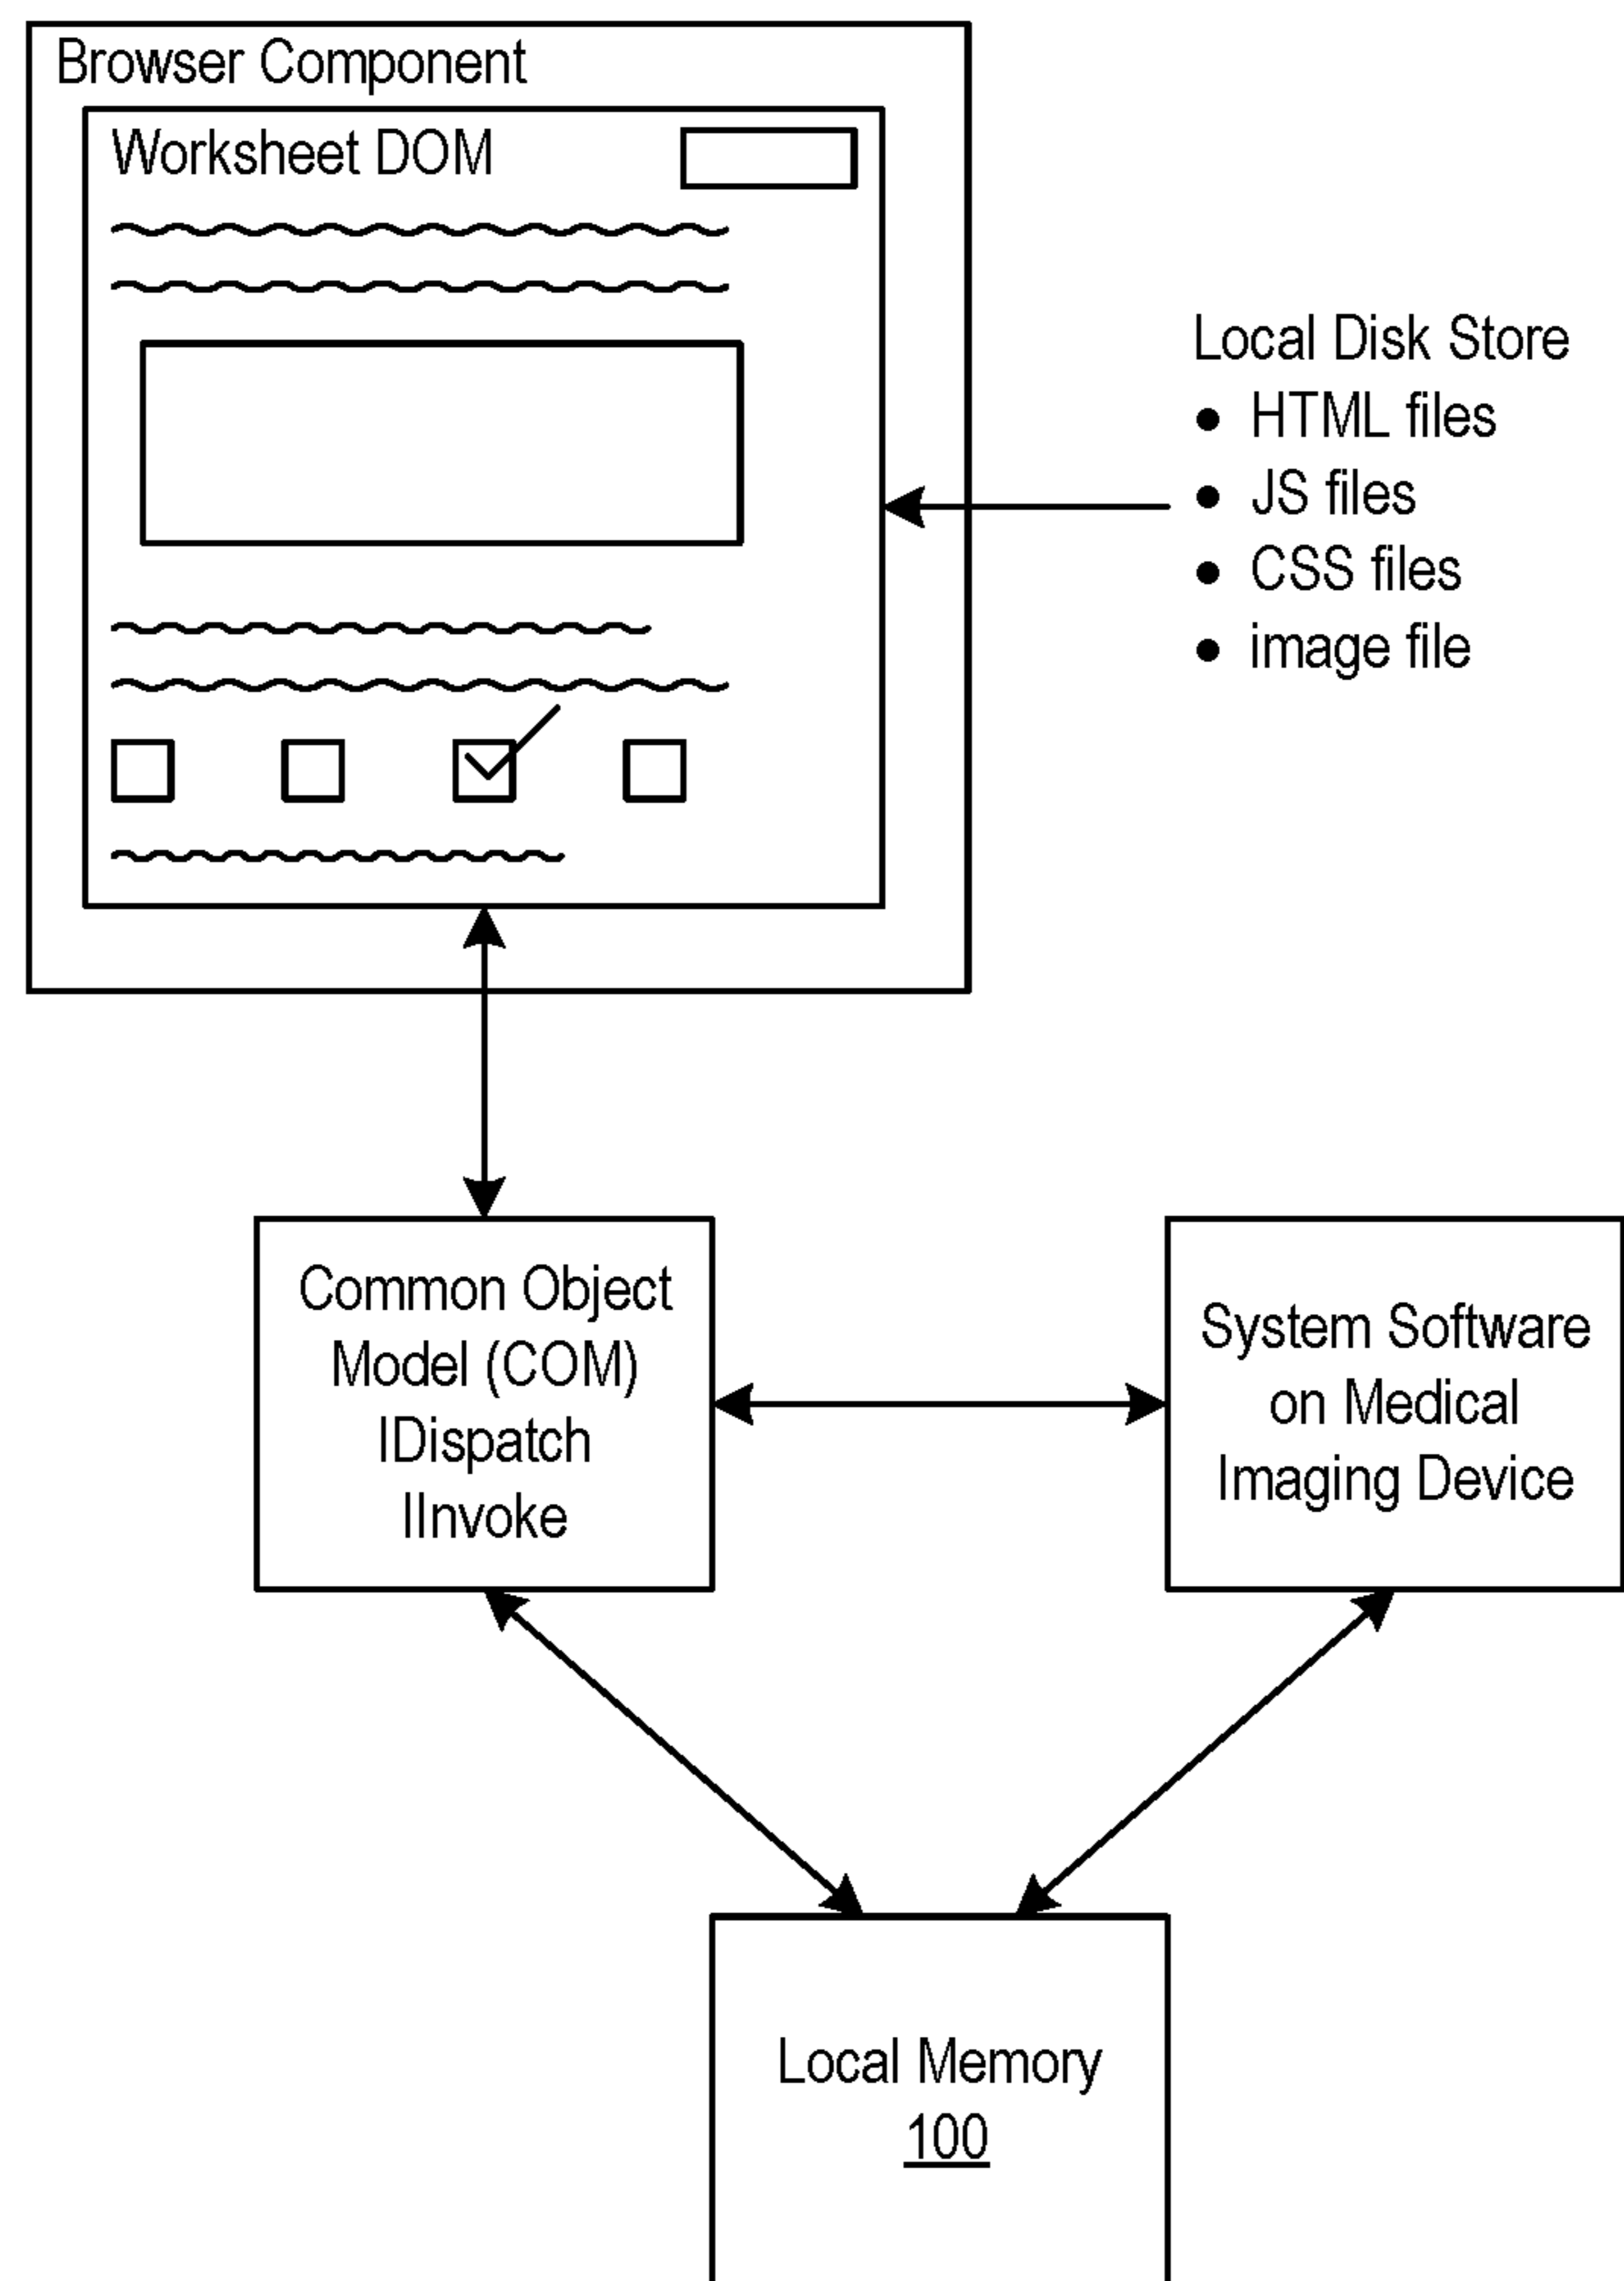 Browser Component
Worksheet DOM
Local Disk Store
• HTML files
• JS files
• CSS files
• image file
Common Object
Model (COM)
IDispatch
IInvoke
System Software
on Medical
Imaging Device
Local Memory
100